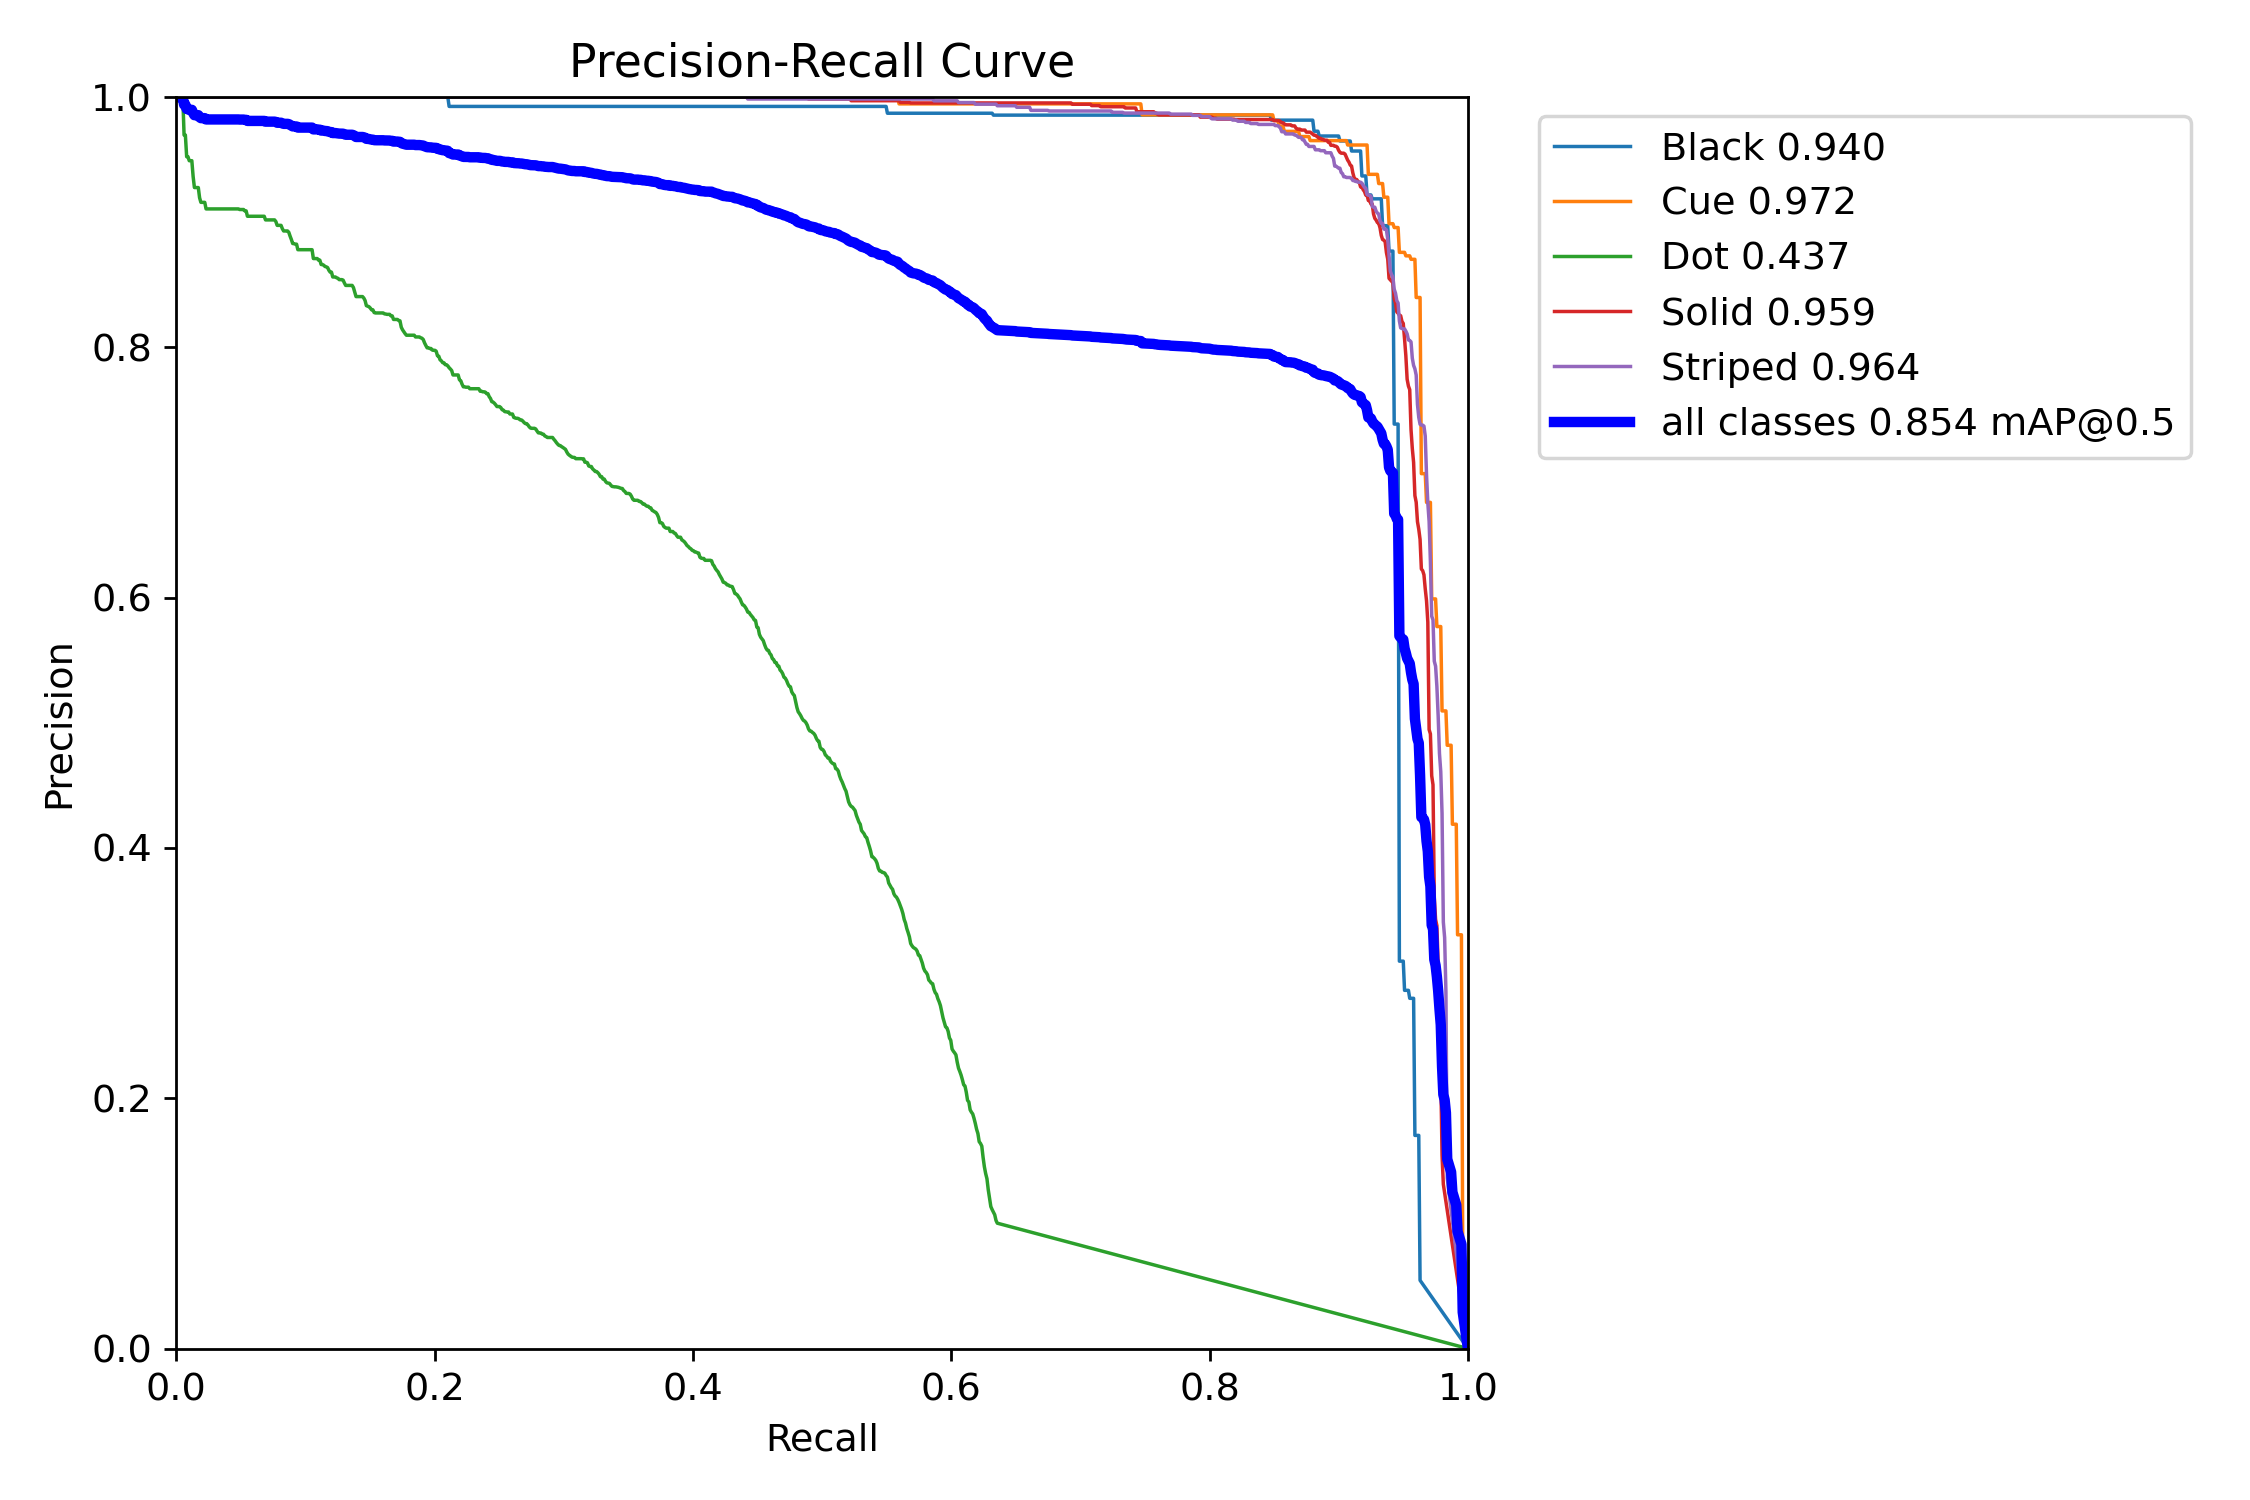 Precision-Recall Curve
1.0
0.8
0.6
0.4
0.2
0.0
Precision
0.0 0.2 0.4 0.6 0.8 1.0
Recall
Black 0.940
Cue 0.972
Dot 0.437
Solid 0.959
Striped 0.964
all classes 0.854 mAP@0.5